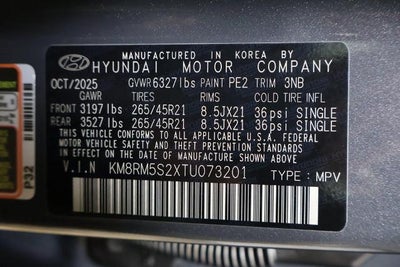 MANUFACTURED IN KOREA BY
HYUNDAI MOTOR COMPANY
OCT/2025 GVWR 6327lbs PAINT PE2 TRIM 3NB
GAWR TIRES RIMS COLD TIRE INFL
FRONT 3197lbs 265/45R21 8.5JX21 36psi SINGLE
REAR 3527lbs 265/45R21 8.5JX21 36psi SINGLE
THIS VEHICLE CONFORMS TO ALL APPLICABLE U.S.A. FEDERAL
MOTOR VEHICLE SAFETY AND THEFT PREVENTION STANDARDS
IN EFFECT ON THE DATE OF MANUFACTURE SHOWN ABOVE
V.I.N KM8RM5S2XTU073201 TYPE: MPV
P32